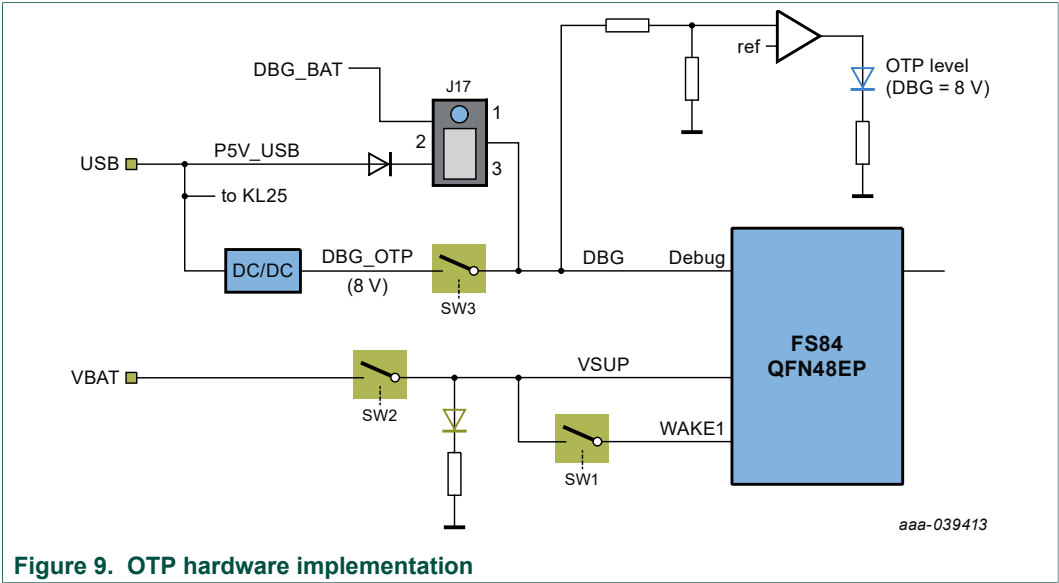 ref
OTP level
(DBG = 8 V)
DBG_BAT
J17
1
2
3
USB
P5V_USB
to KL25
DC/DC
DBG_OTP
(8 V)
SW3
DBG
Debug
FS84
QFN48EP
VBAT
SW2
VSUP
WAKE1
SW1
aaa-039413
Figure 9. OTP hardware implementation